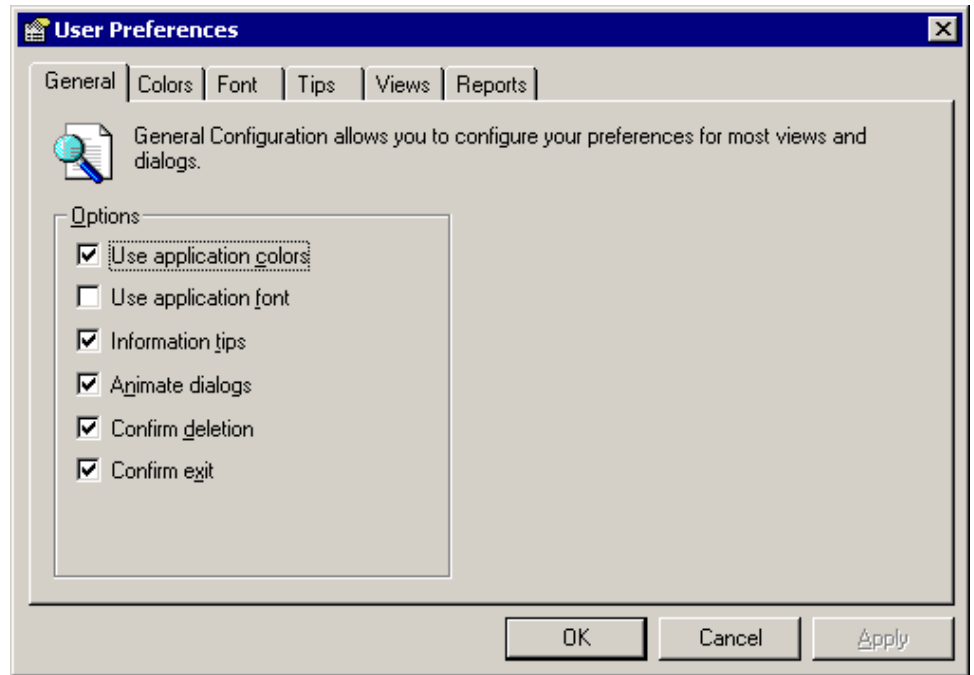 User Preferences
General Colors Font Tips Views Reports
General Configuration allows you to configure your preferences for most views and
dialogs.
Options
Use application colors
Use application font
Information tips
Animate dialogs
Confirm deletion
Confirm exit
OK Cancel Apply